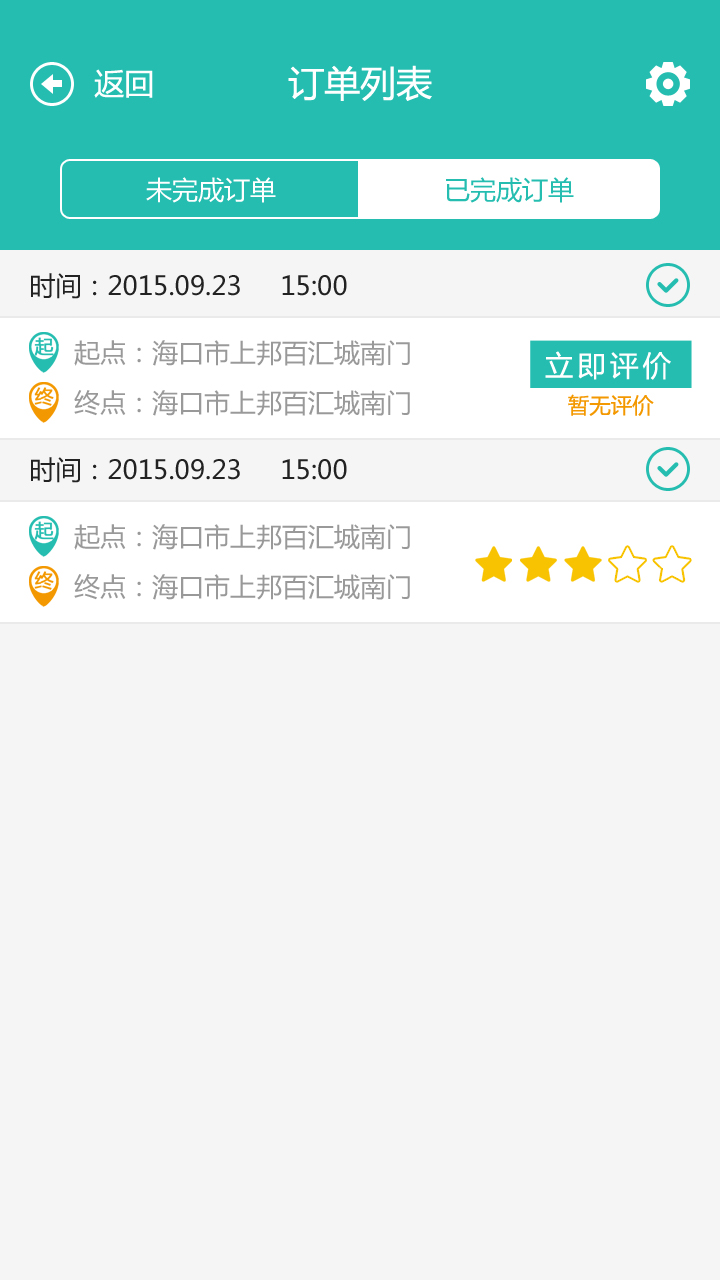 返回
订单列表
未完成订单
已完成订单
时间：2015.09.23 15:00
起
起点：海口市上邦百汇城南门
终
终点：海口市上邦百汇城南门
立即评价
暂无评价
时间：2015.09.23 15:00
起
起点：海口市上邦百汇城南门
终
终点：海口市上邦百汇城南门